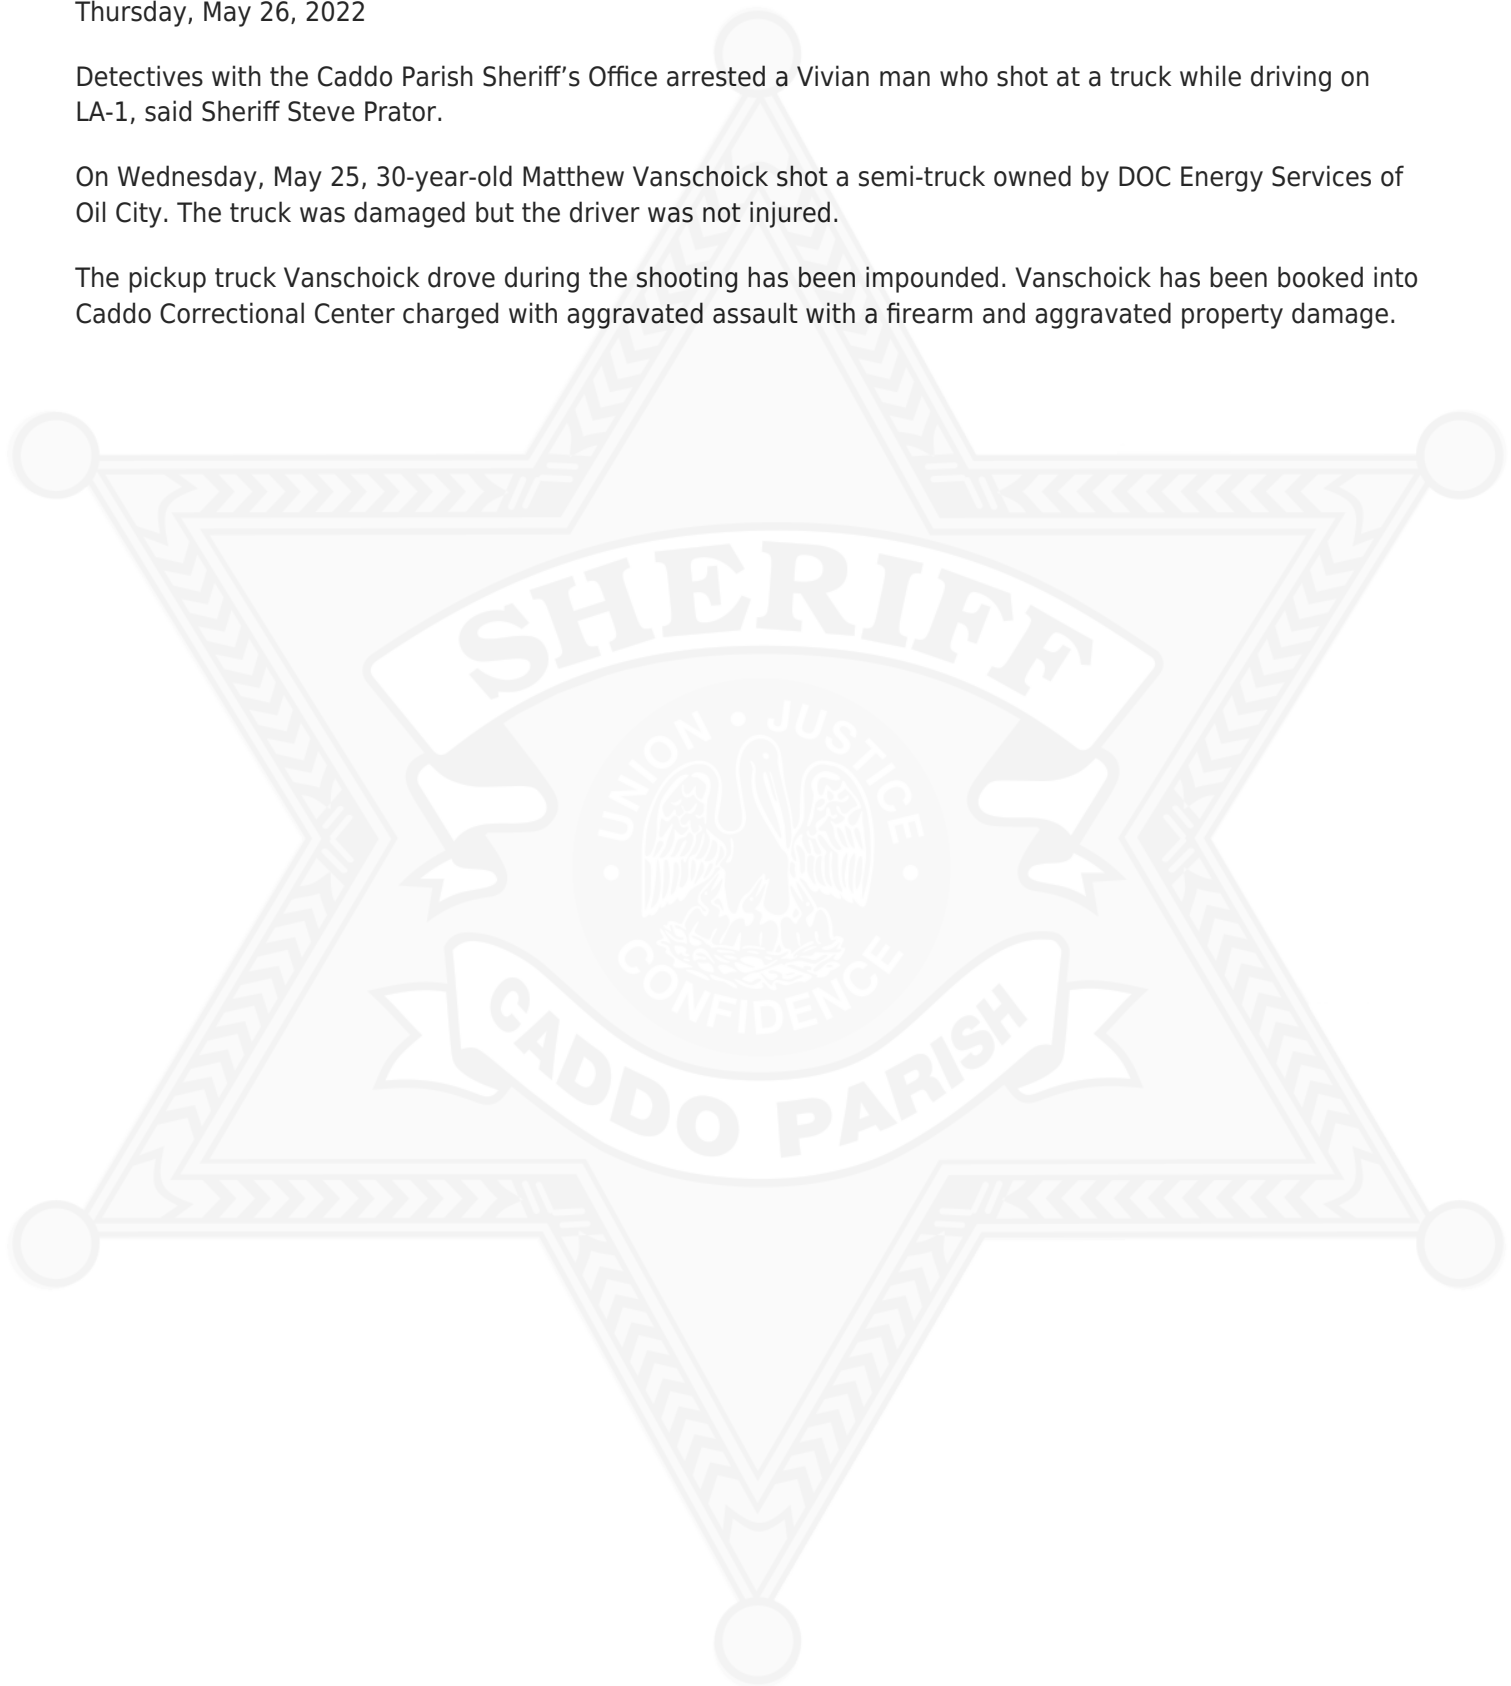 Thursday, May 26, 2022
Detectives with the Caddo Parish Sheriff’s Office arrested a Vivian man who shot at a truck while driving on
LA-1, said Sheriff Steve Prator.
On Wednesday, May 25, 30-year-old Matthew Vanschoick shot a semi-truck owned by DOC Energy Services of
Oil City. The truck was damaged but the driver was not injured.
The pickup truck Vanschoick drove during the shooting has been impounded. Vanschoick has been booked into
Caddo Correctional Center charged with aggravated assault with a firearm and aggravated property damage.
SHERIFF
UNION • JUSTICE
• CONFIDENCE •
CADDO PARISH